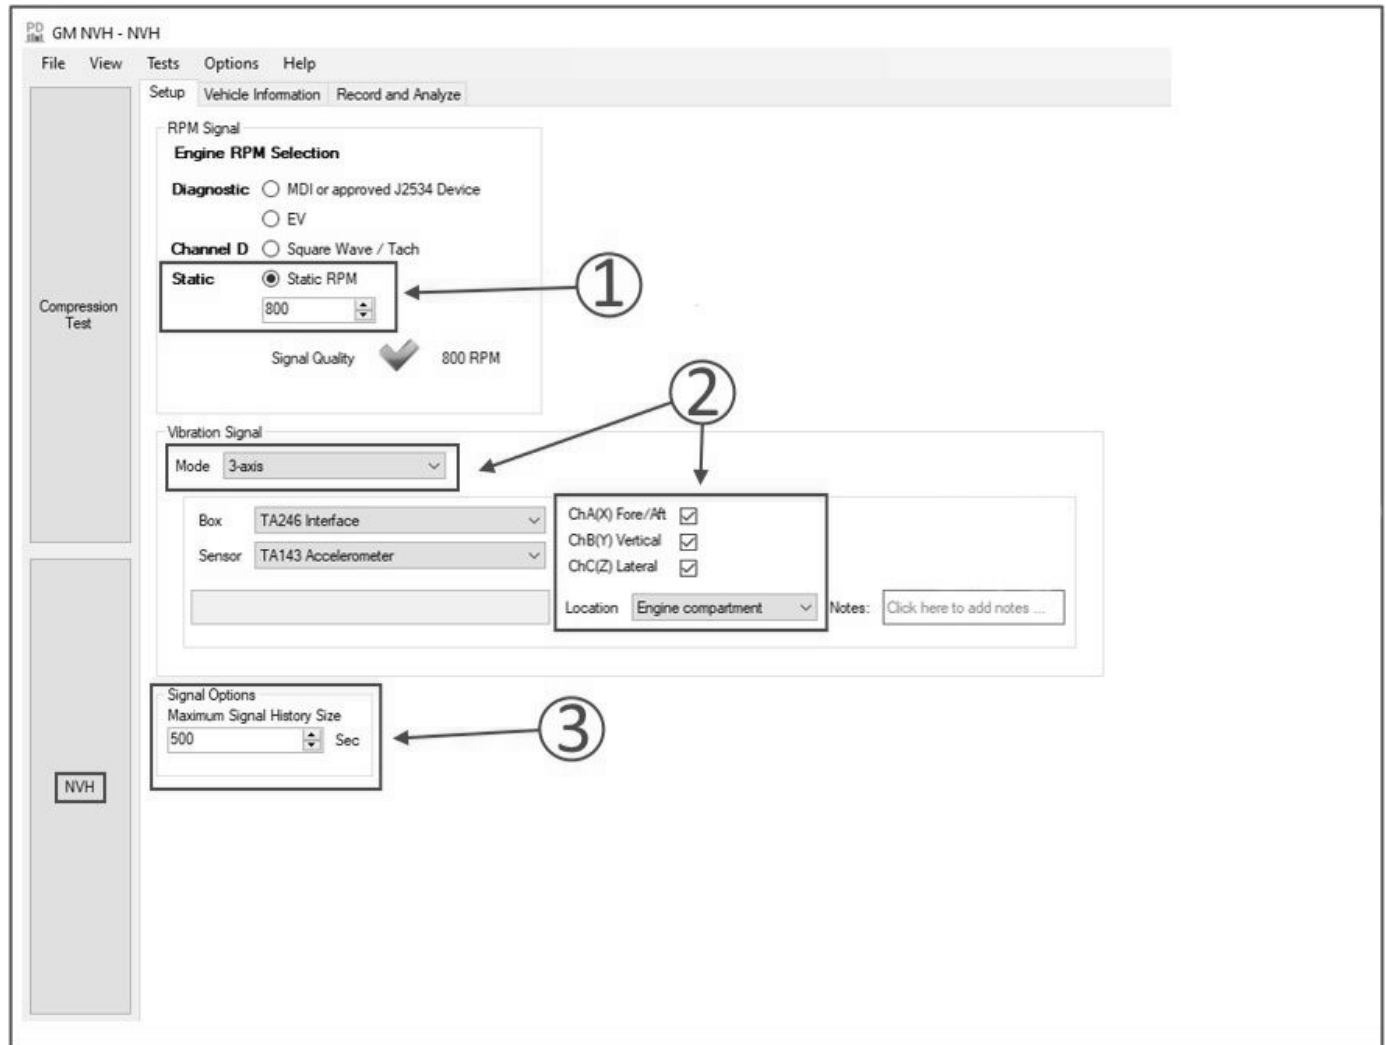 PD
GM NVH - NVH
File View Tests Options Help
Setup Vehicle Information Record and Analyze
RPM Signal
Engine RPM Selection
Diagnostic MDI or approved J2534 Device
EV
Channel D Square Wave / Tach
Static Static RPM
800
1
Compression
Test
Signal Quality 800 RPM
2
Vibration Signal
Mode 3-axis
Box TA246 Interface
Sensor TA143 Accelerometer
ChA(X) Fore/Aft
ChB(Y) Vertical
ChC(Z) Lateral
Location Engine compartment Notes: Click here to add notes ...
Signal Options
Maximum Signal History Size
500 Sec
3
NVH